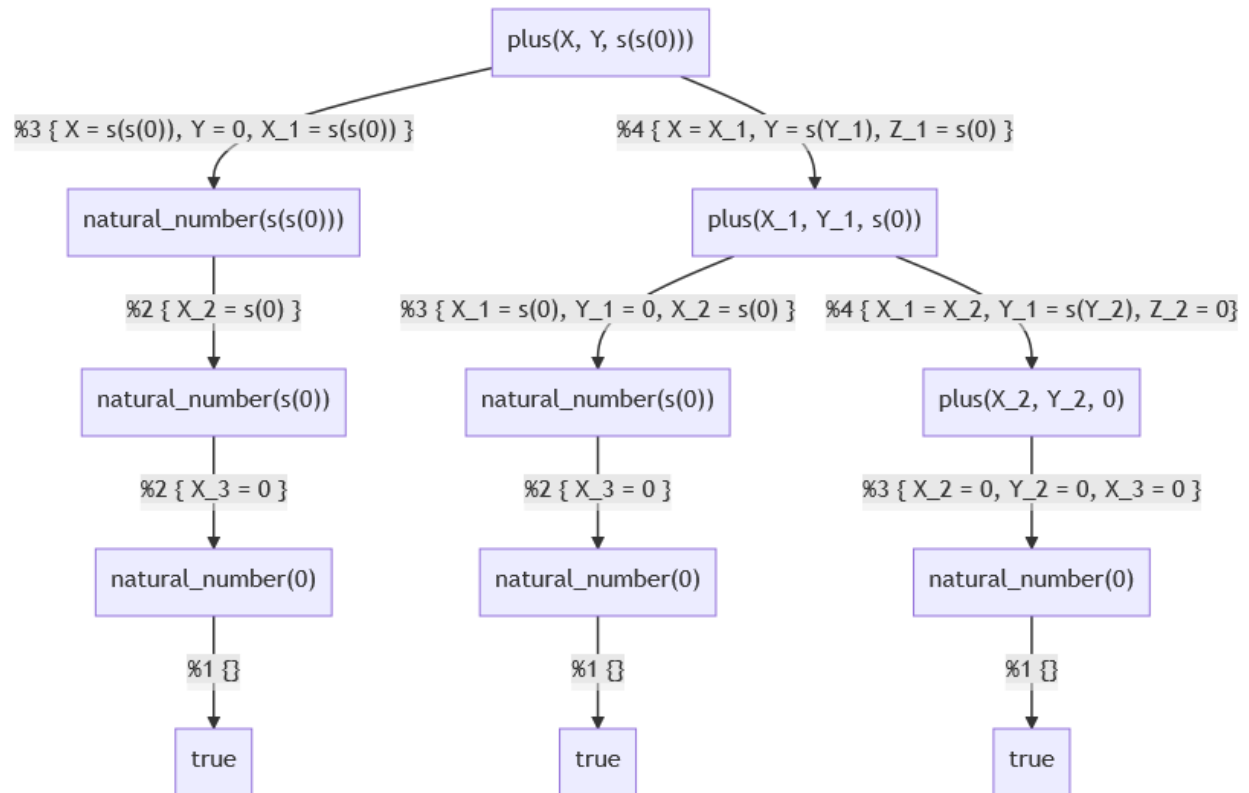 plus(X, Y, s(s(0)))
%3 { X = s(s(0)), Y = 0, X_1 = s(s(0)) }
%4 { X = X_1, Y = s(Y_1), Z_1 = s(0) }
natural_number(s(s(0)))
plus(X_1, Y_1, s(0))
%2 { X_2 = s(0) }
%3 { X_1 = s(0), Y_1 = 0, X_2 = s(0) }
%4 { X_1 = X_2, Y_1 = s(Y_2), Z_2 = 0}
natural_number(s(0))
natural_number(s(0))
plus(X_2, Y_2, 0)
%2 { X_3 = 0 }
%2 { X_3 = 0 }
%3 { X_2 = 0, Y_2 = 0, X_3 = 0 }
natural_number(0)
natural_number(0)
natural_number(0)
%1 {}
%1 {}
%1 {}
true
true
true